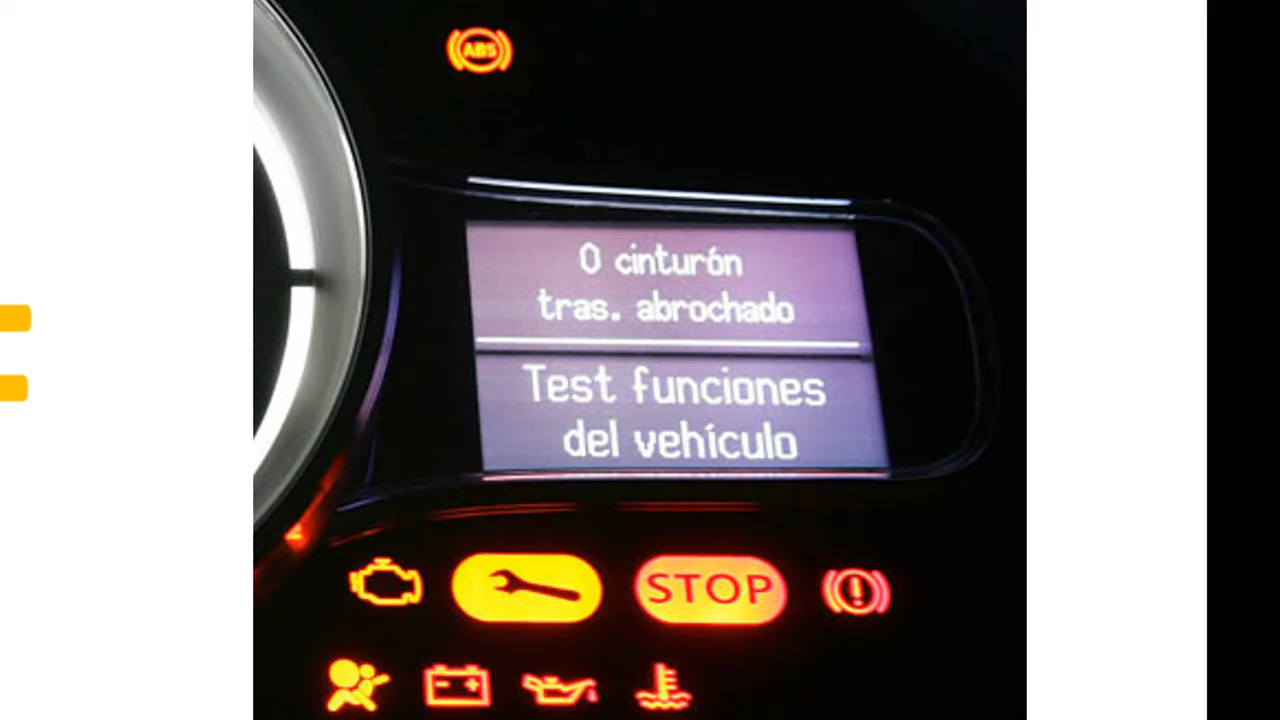 ABS
0 cinturón
tras. abrochado
Test funciones
del vehículo
STOP